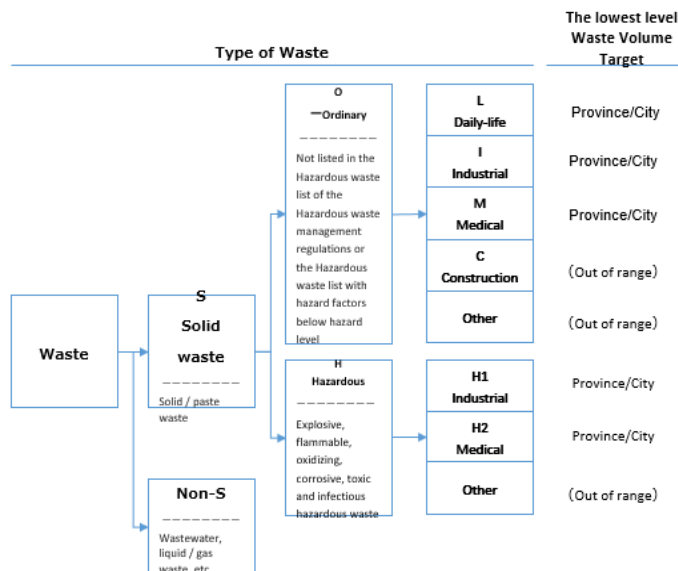 The lowest level
Waste Volume
Target
Type of Waste
O
—Ordinary
————————
Not listed in the
Hazardous waste
list of the
Hazardous waste
management
regulations or
the Hazardous
waste list with
hazard factors
below hazard
level
L
Daily-life
Province/City
I
Industrial
Province/City
M
Medical
Province/City
C
Construction
(Out of range)
Other
(Out of range)
Waste
S
Solid
waste
————————
Solid / paste
waste
H
Hazardous
————————
Explosive,
flammable,
oxidizing,
corrosive, toxic
and infectious
hazardous waste
H1
Industrial
Province/City
H2
Medical
Province/City
Other
(Out of range)
Non-S
————————
Wastewater,
liquid / gas
waste, etc